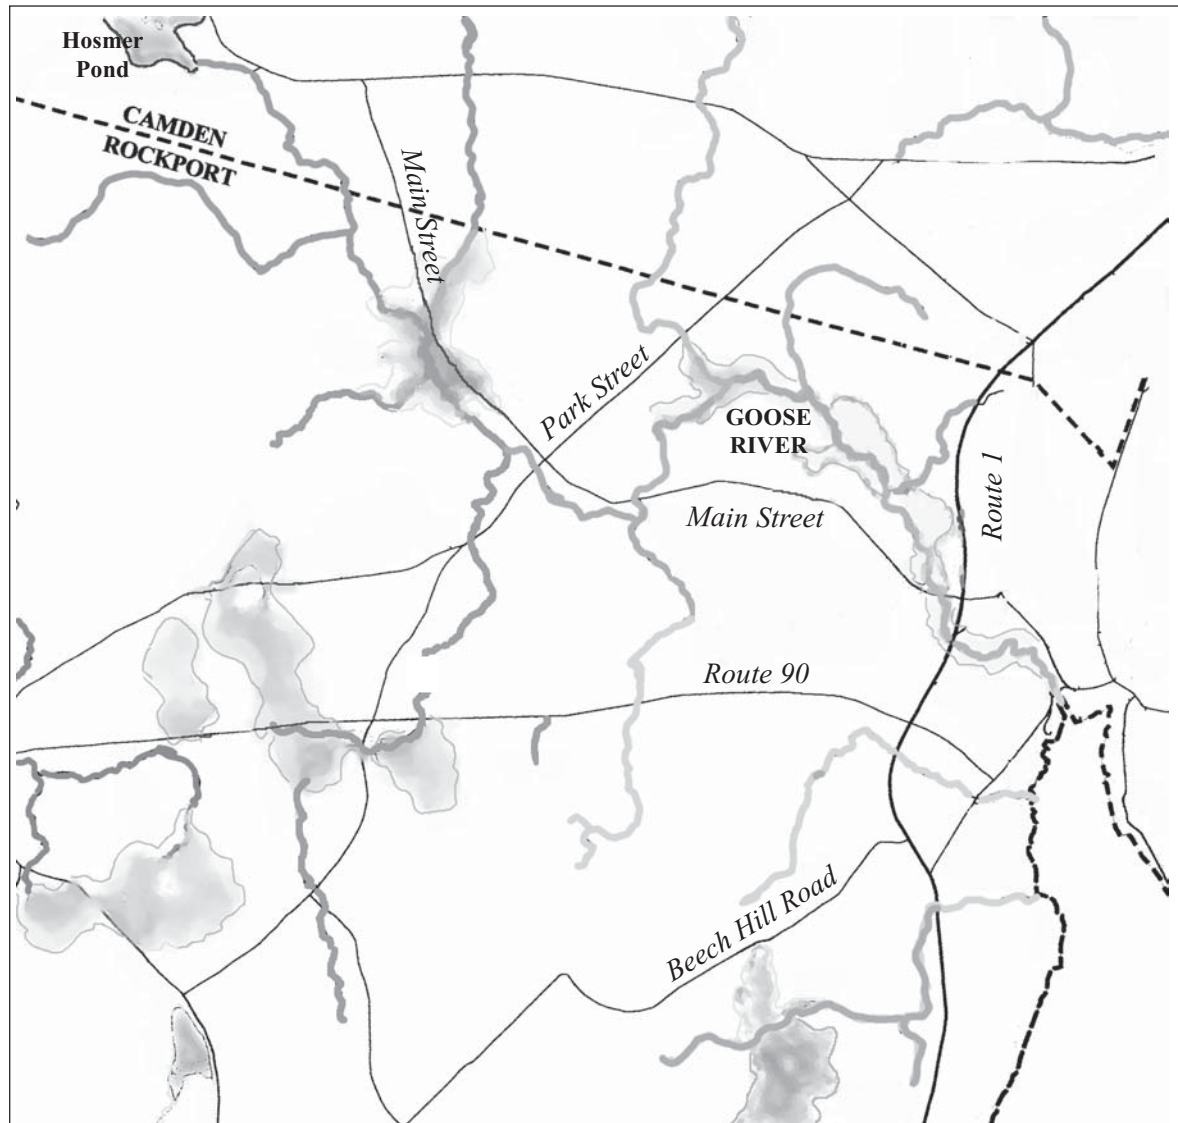 Hosmer
Pond
CAMDEN
ROCKPORT
Main Street
Park Street
GOOSE
RIVER
Main Street
Route 1
Route 90
Beech Hill Road